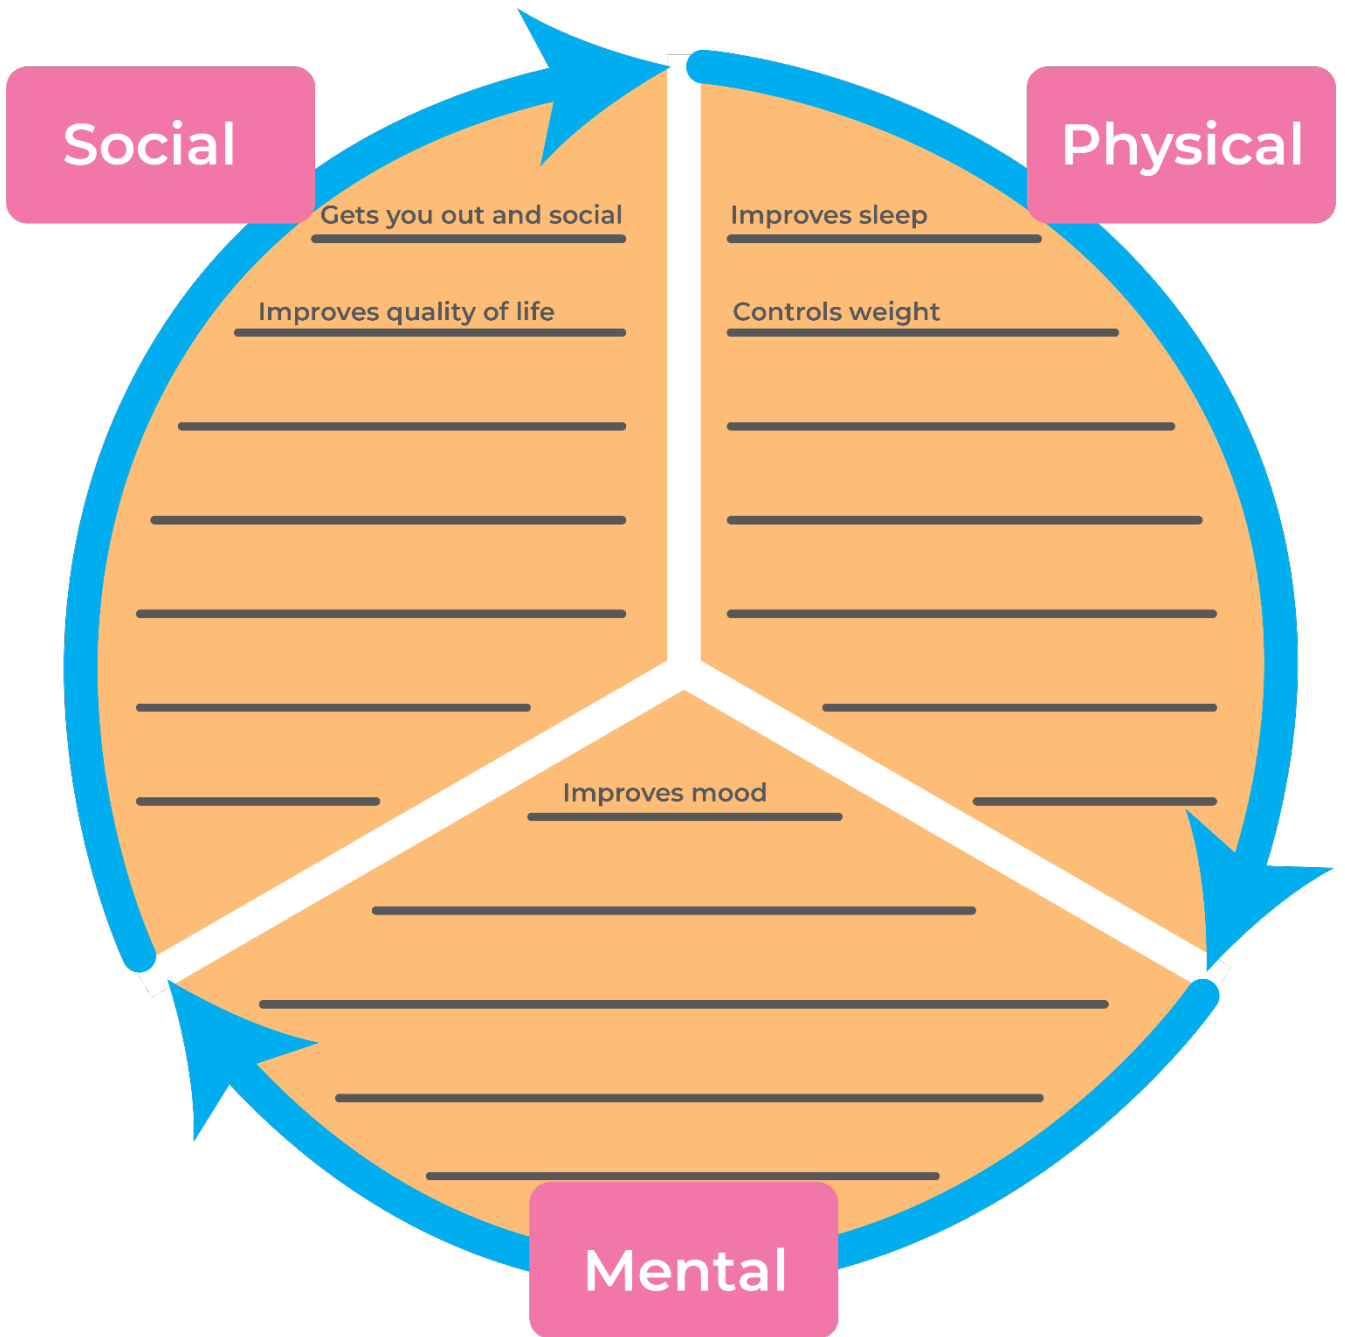 Social
Physical
Gets you out and social
Improves quality of life
Improves sleep
Controls weight
Improves mood
Mental